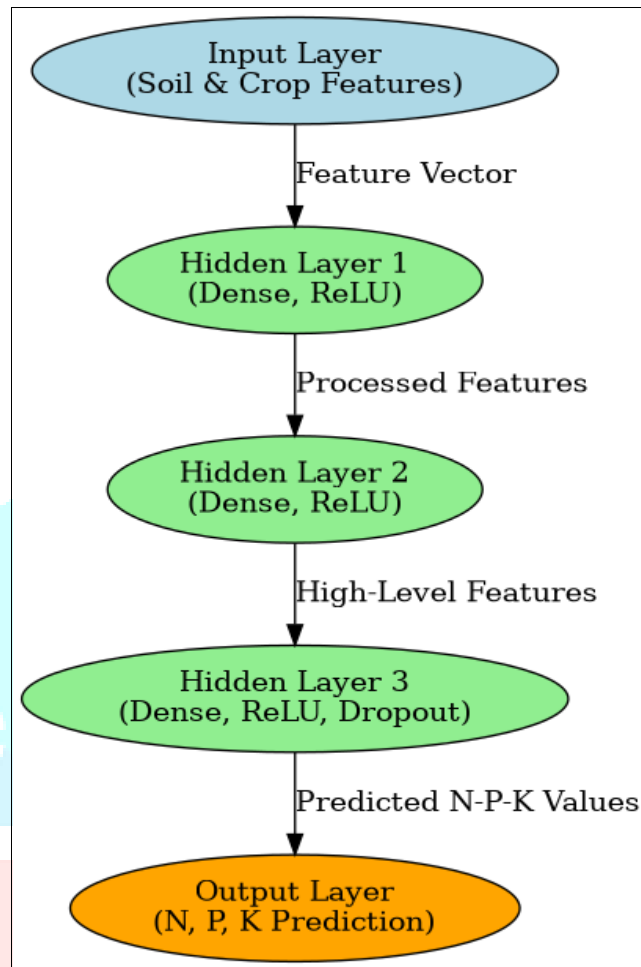 Input Layer
(Soil & Crop Features)
Feature Vector
Hidden Layer 1
(Dense, ReLU)
Processed Features
Hidden Layer 2
(Dense, ReLU)
High-Level Features
Hidden Layer 3
(Dense, ReLU, Dropout)
Predicted N-P-K Values
Output Layer
(N, P, K Prediction)